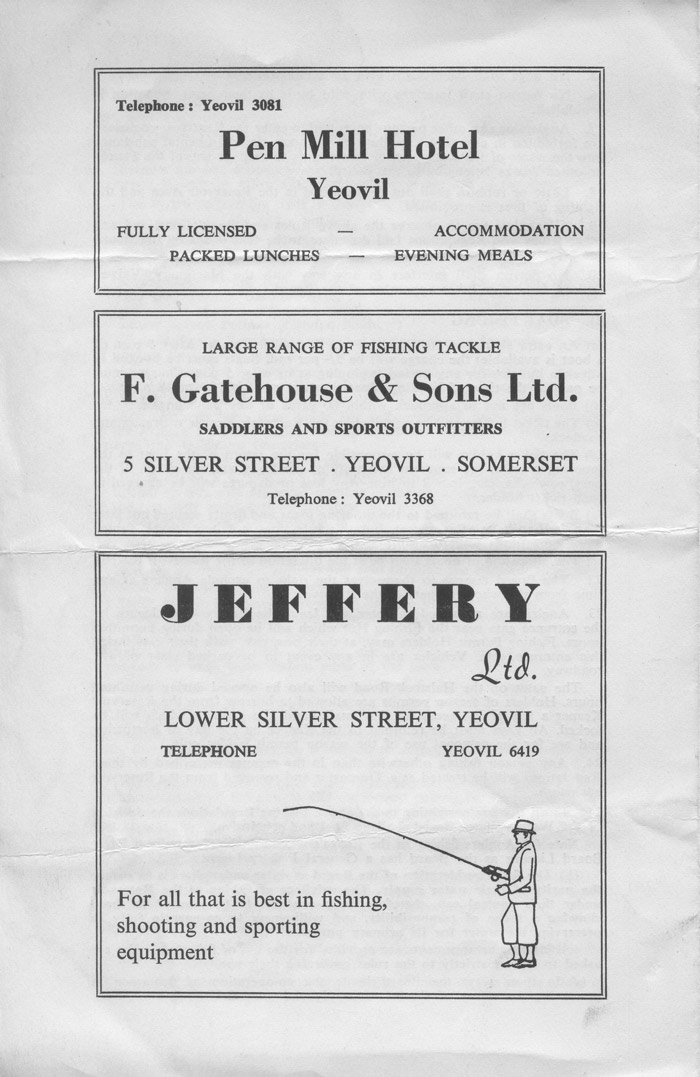 Telephone : Yeovil 3081
Pen Mill Hotel
Yeovil
FULLY LICENSED — ACCOMMODATION
PACKED LUNCHES — EVENING MEALS
LARGE RANGE OF FISHING TACKLE
F. Gatehouse & Sons Ltd.
SADDLERS AND SPORTS OUTFITTERS
5 SILVER STREET . YEOVIL . SOMERSET
Telephone : Yeovil 3368
JEFFERY
Ltd.
LOWER SILVER STREET, YEOVIL
TELEPHONE YEOVIL 6419
For all that is best in fishing,
shooting and sporting
equipment